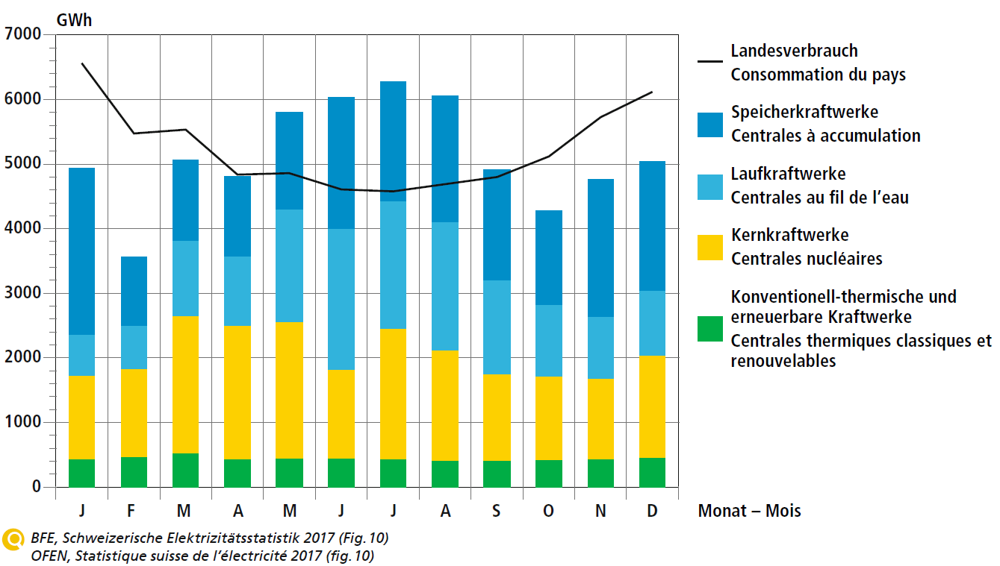 GWh
7000
6000
5000
4000
3000
2000
1000
0
J F M A M J J A S O N D
Monat – Mois
Landesverbrauch
Consommation du pays
Speicherkraftwerke
Centrales à accumulation
Laufkraftwerke
Centrales au fil de l’eau
Kernkraftwerke
Centrales nucléaires
Konventionell-thermische und
erneuerbare Kraftwerke
Centrales thermiques classiques et
renouvelables
BFE, Schweizerische Elektrizitätsstatistik 2017 (Fig. 10)
OFEN, Statistique suisse de l’électricité 2017 (fig. 10)